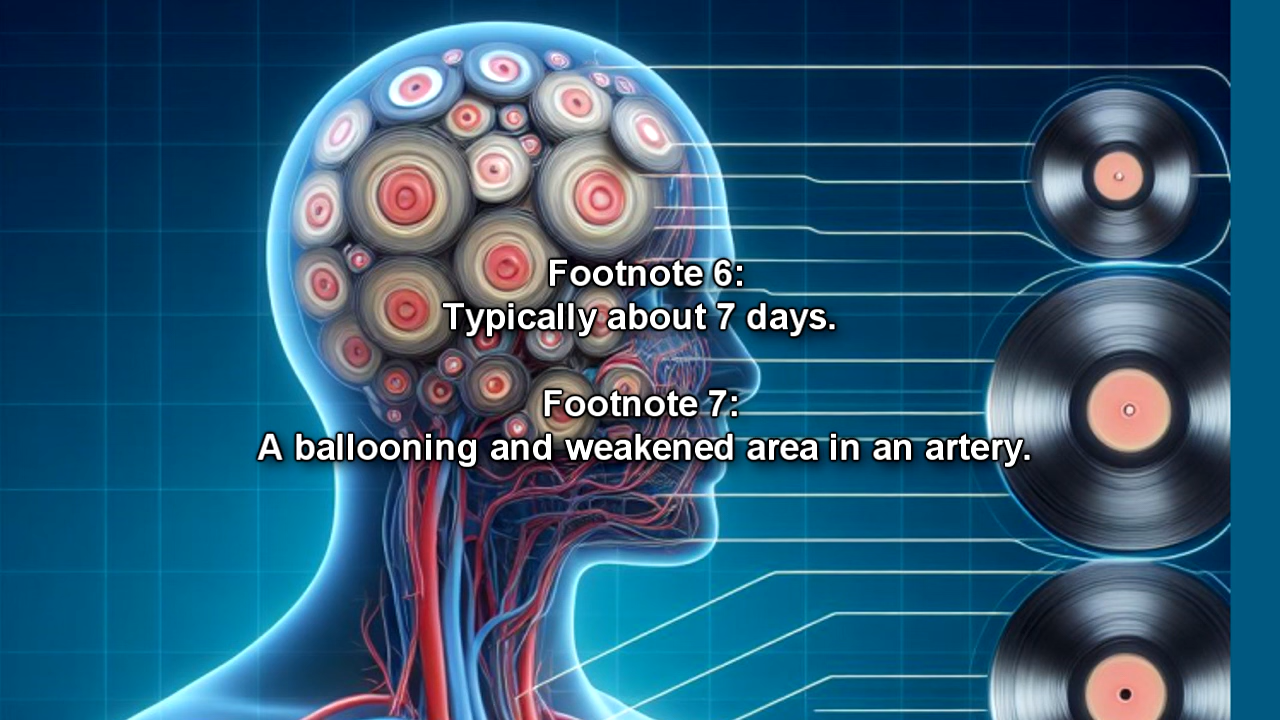 Footnote 6:
Typically about 7 days.
Footnote 7:
A ballooning and weakened area in an artery.